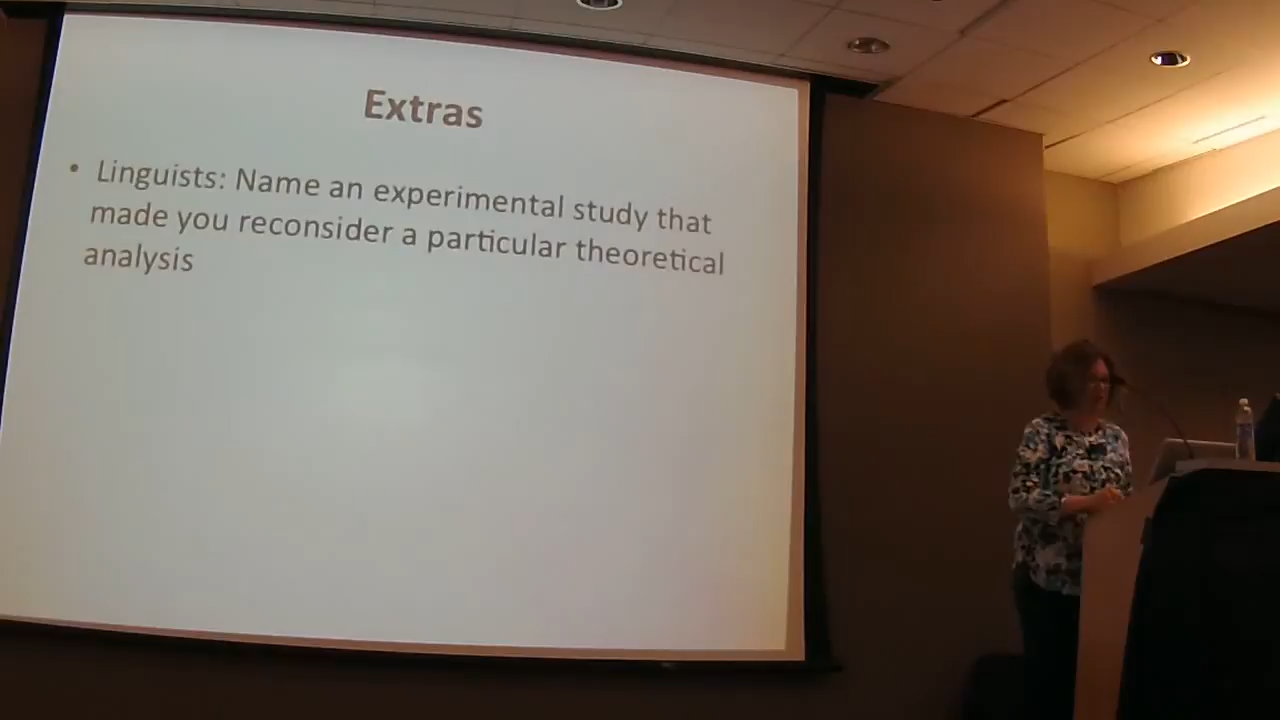 Extras
• Linguists: Name an experimental study that
made you reconsider a particular theoretical
analysis